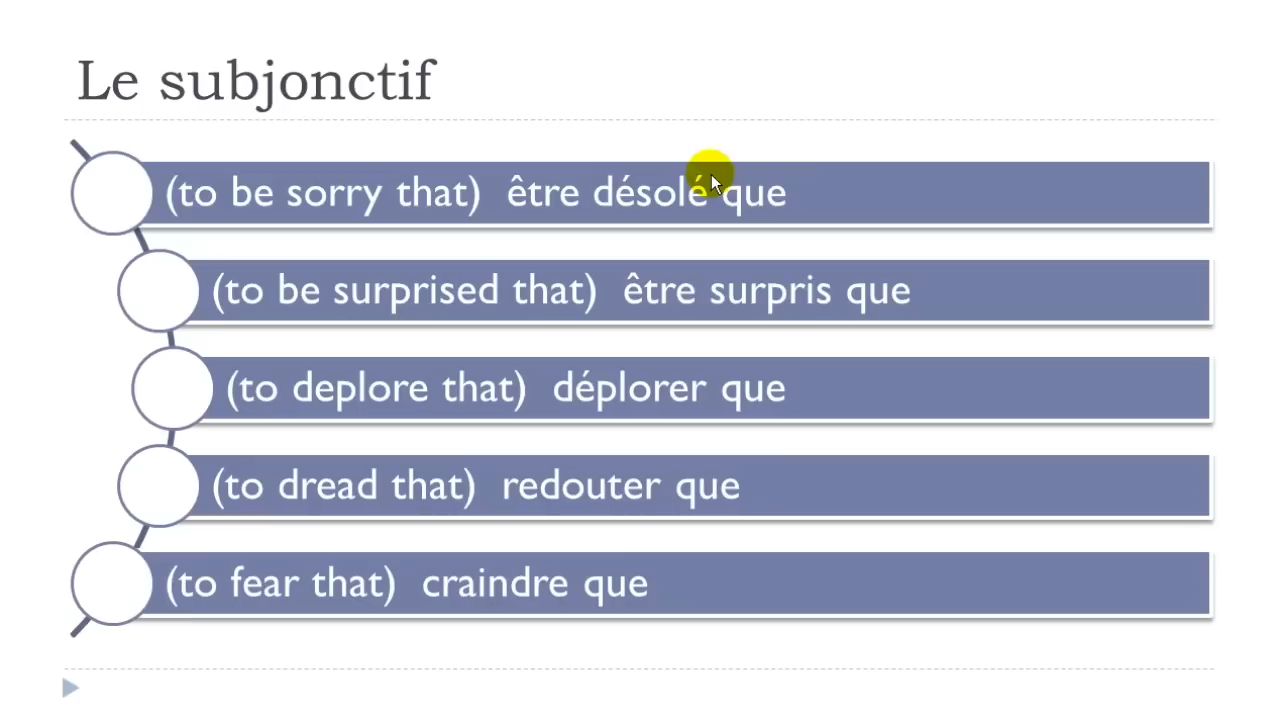 Le subjonctif
(to be sorry that) être désolé que
(to be surprised that) être surpris que
(to deplore that) déplorer que
(to dread that) redouter que
(to fear that) craindre que